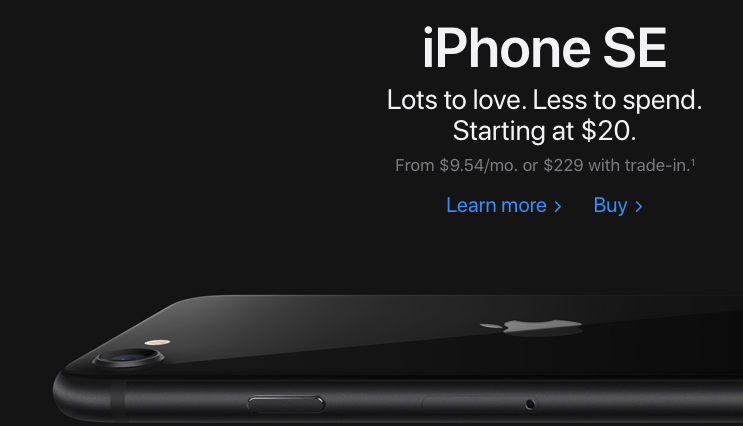 iPhone SE
Lots to love. Less to spend.
Starting at $20.
From $9.54/mo. or $229 with trade-in.¹
Learn more >
Buy >